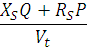 X_S Q + R_S P
V_t